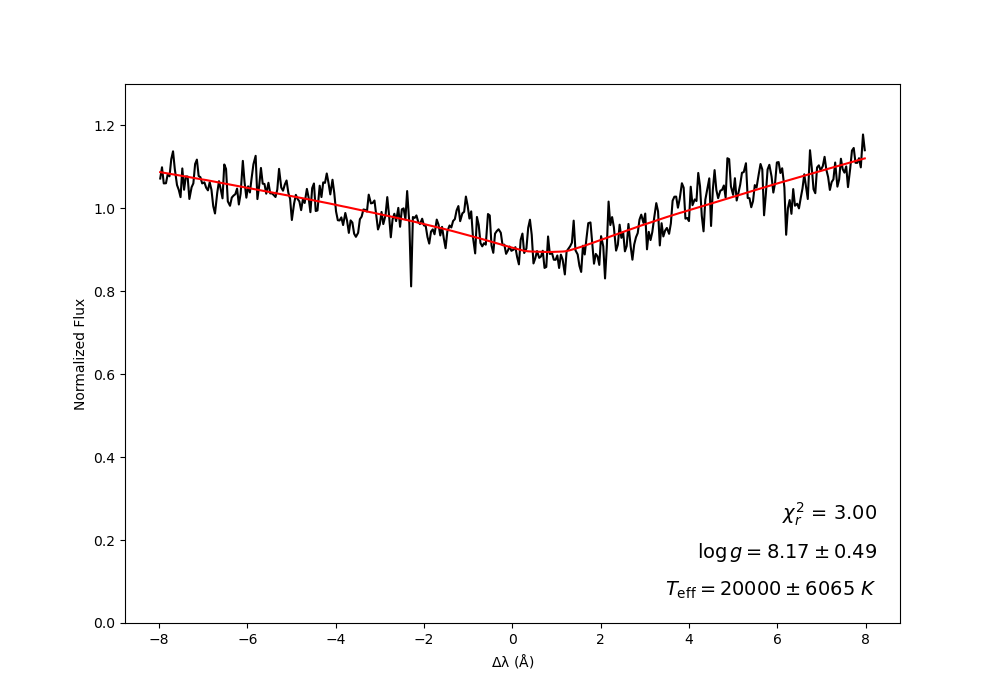 1.2
1.0
0.8
0.6
0.4
0.2
0.0
Normalized Flux
χ²ᵣ = 3.00
log g = 8.17 ± 0.49
T_eff = 20000 ± 6065 K
−8 −6 −4 −2 0 2 4 6 8
Δλ (Å)